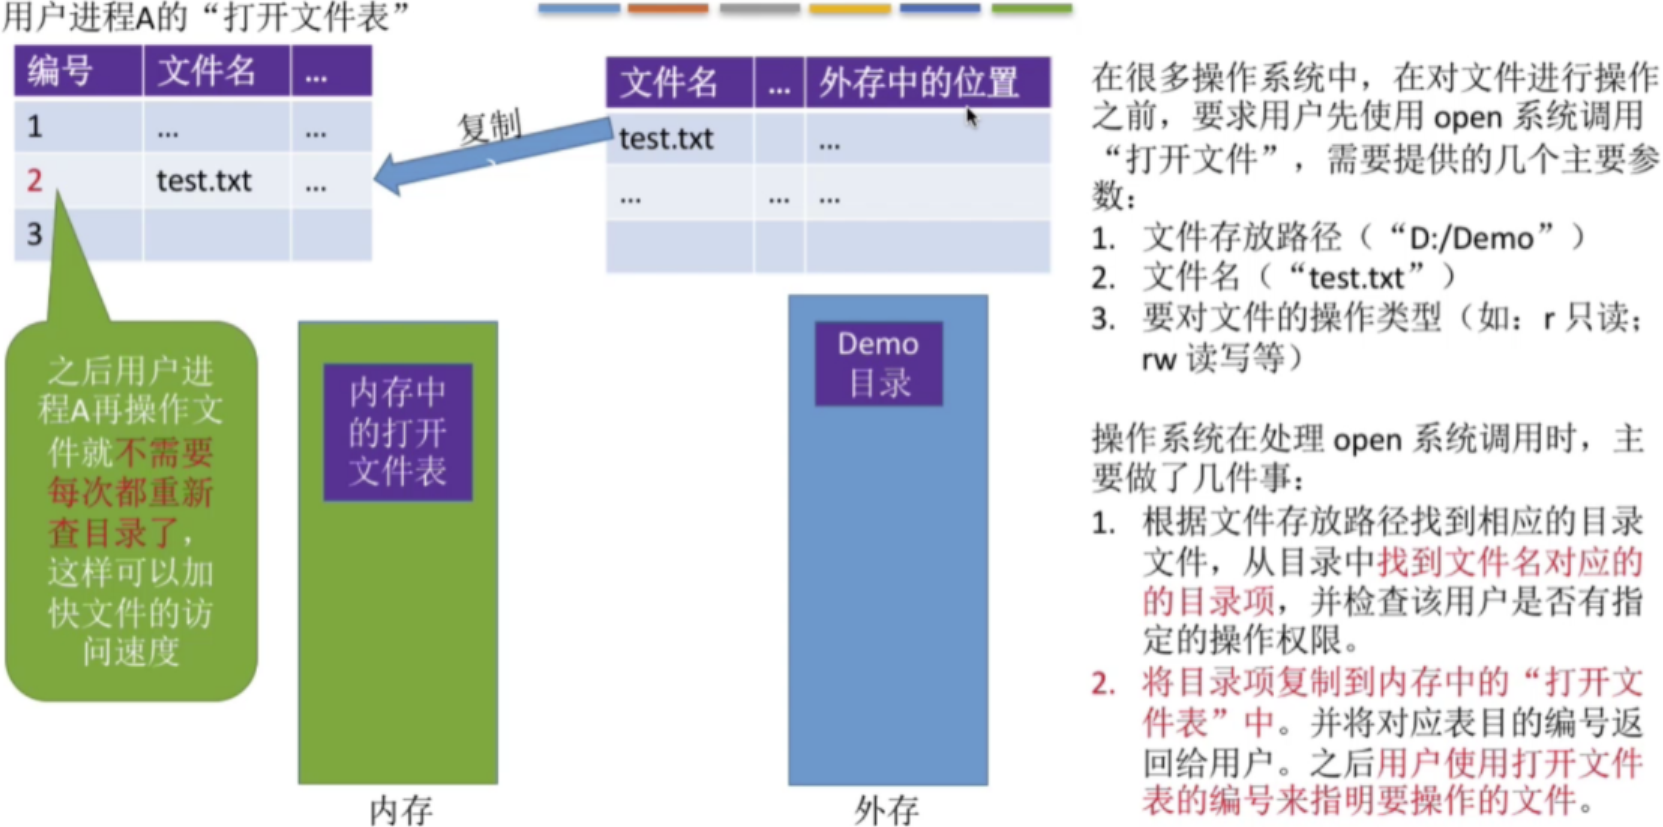 用户进程A的“打开文件表”
编号 文件名 ...
1 ... ...
2 test.txt ...
3
复制
文件名 ... 外存中的位置
test.txt ...
... ... ...
之后用户进
程A再操作文
件就不需要
每次都重新
查目录了，
这样可以加
快文件的访
问速度
内存中
的打开
文件表
内存
Demo
目录
外存
在很多操作系统中，在对文件进行操作
之前，要求用户先使用 open 系统调用
“打开文件”，需要提供的几个主要参
数：
1. 文件存放路径（“D:/Demo”）
2. 文件名（“test.txt”）
3. 要对文件的操作类型（如：r 只读；
rw 读写等）
操作系统在处理 open 系统调用时，主
要做了几件事：
1. 根据文件存放路径找到相应的目录
文件，从目录中找到文件名对应的
的目录项，并检查该用户是否有指
定的操作权限。
2. 将目录项复制到内存中的“打开文
件表”中。并将对应表目的编号返
回给用户。之后用户使用打开文件
表的编号来指明要操作的文件。